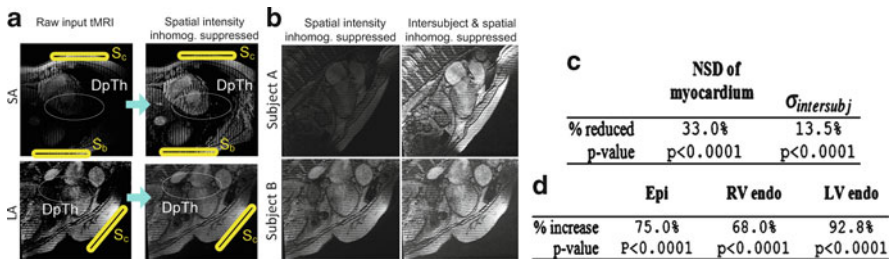 a
Raw input tMRI
Spatial intensity
inhomog. suppressed
SA
Sc
DpTh
Sb
Sc
DpTh
Sb
LA
DpTh
Sc
DpTh
Sc
b
Spatial intensity
inhomog. suppressed
Intersubject & spatial
inhomog. suppressed
Subject A
Subject B
c
NSD of
myocardium
σintersubj
% reduced 33.0% 13.5%
p-value p<0.0001 p<0.0001
d
Epi RV endo LV endo
% increase 75.0% 68.0% 92.8%
p-value P<0.0001 p<0.0001 p<0.0001